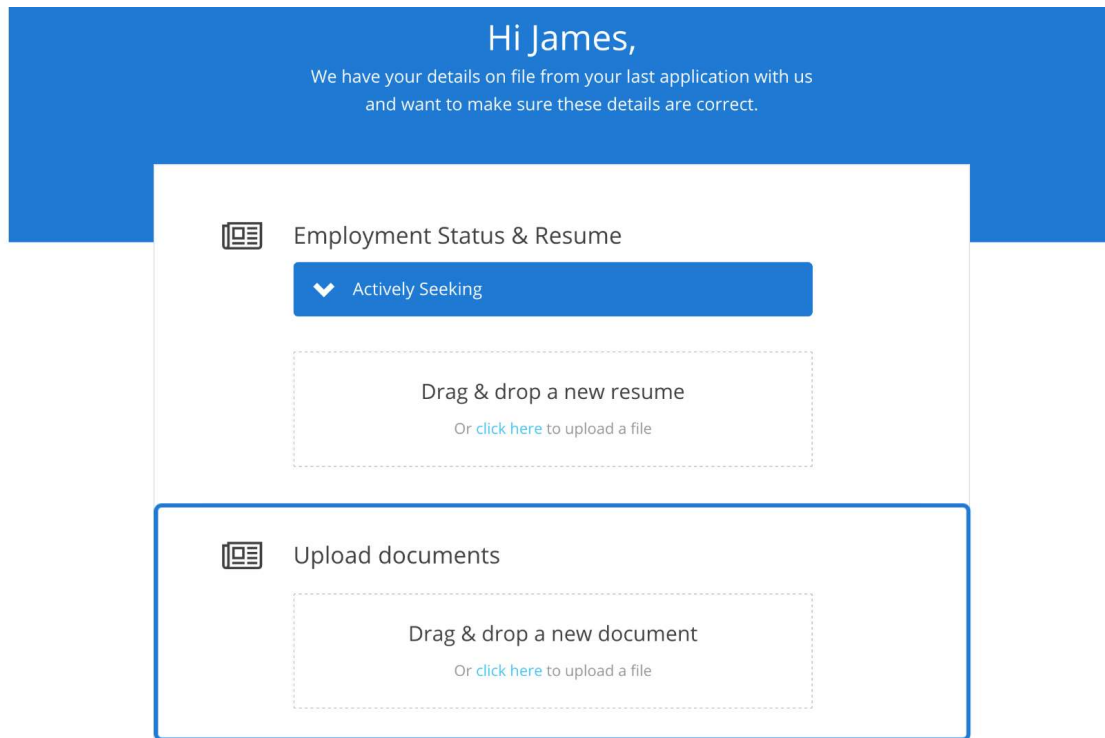 Hi James,
We have your details on file from your last application with us
and want to make sure these details are correct.
Employment Status & Resume
Actively Seeking
Drag & drop a new resume
Or click here to upload a file
Upload documents
Drag & drop a new document
Or click here to upload a file